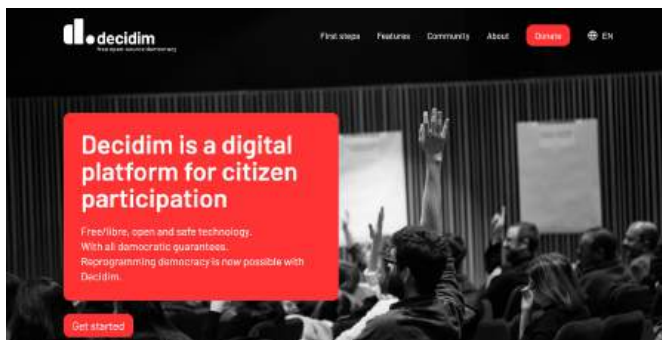 decidim
free open-source democracy
First steps
Features
Community
About
Donate
EN
Decidim is a digital
platform for citizen
participation
Free/libre, open and safe technology.
With all democratic guarantees.
Reprogramming democracy is now possible with
Decidim.
Get started